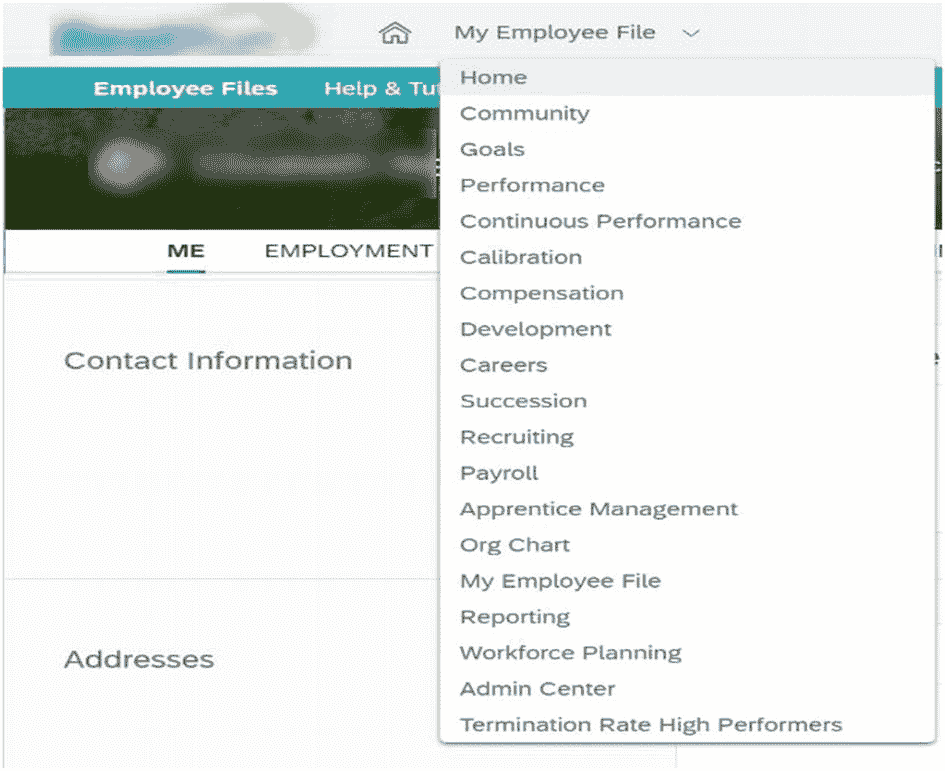 My Employee File
Employee Files Help & Tut
Home
Community
Goals
Performance
Continuous Performance
ME EMPLOYMENT
Calibration
Compensation
Development
Careers
Contact Information
Succession
Recruiting
Payroll
Apprentice Management
Org Chart
My Employee File
Reporting
Workforce Planning
Addresses
Admin Center
Termination Rate High Performers